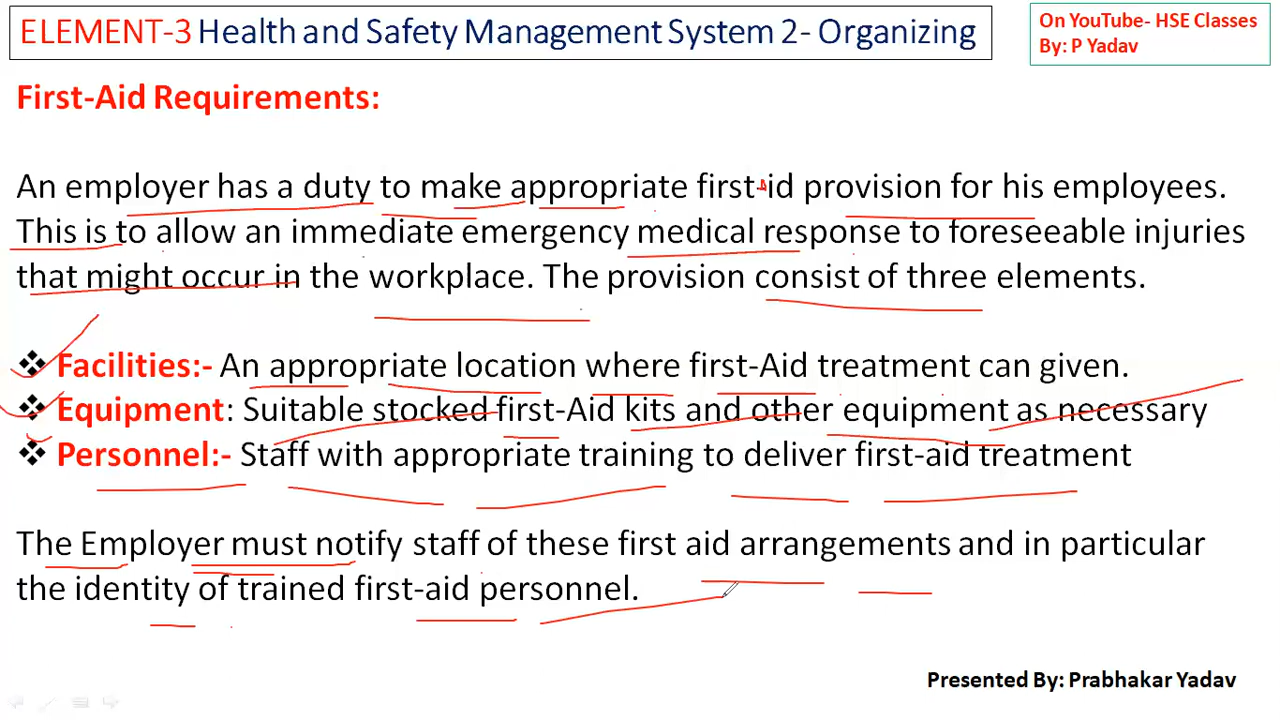 ELEMENT-3 Health and Safety Management System 2- Organizing
On YouTube- HSE Classes
By: P Yadav
First-Aid Requirements:
An employer has a duty to make appropriate first-id provision for his employees.
This is to allow an immediate emergency medical response to foreseeable injuries
that might occur in the workplace. The provision consist of three elements.
❖ Facilities:- An appropriate location where first-Aid treatment can given.
❖ Equipment: Suitable stocked first-Aid kits and other equipment as necessary
❖ Personnel:- Staff with appropriate training to deliver first-aid treatment
The Employer must notify staff of these first aid arrangements and in particular
the identity of trained first-aid personnel.
Presented By: Prabhakar Yadav